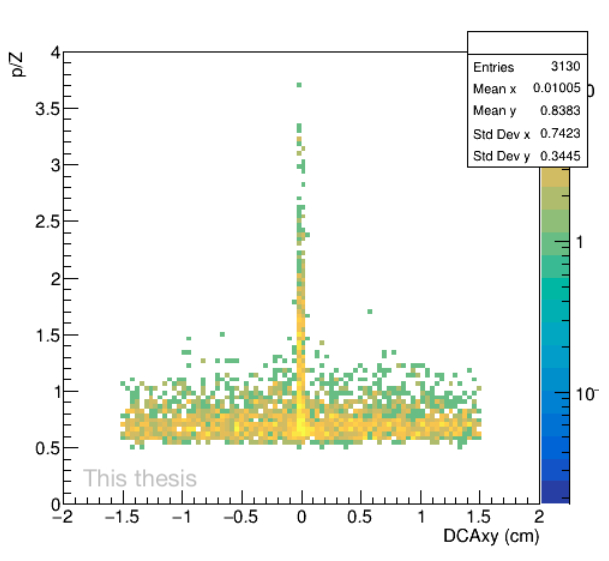 p/Z
4
3.5
3
2.5
2
1.5
1
0.5
0
−2 −1.5 −1 −0.5 0 0.5 1 1.5 2
DCAxy (cm)
This thesis
Entries 3130
Mean x 0.01005
Mean y 0.8383
Std Dev x 0.7423
Std Dev y 0.3445
1